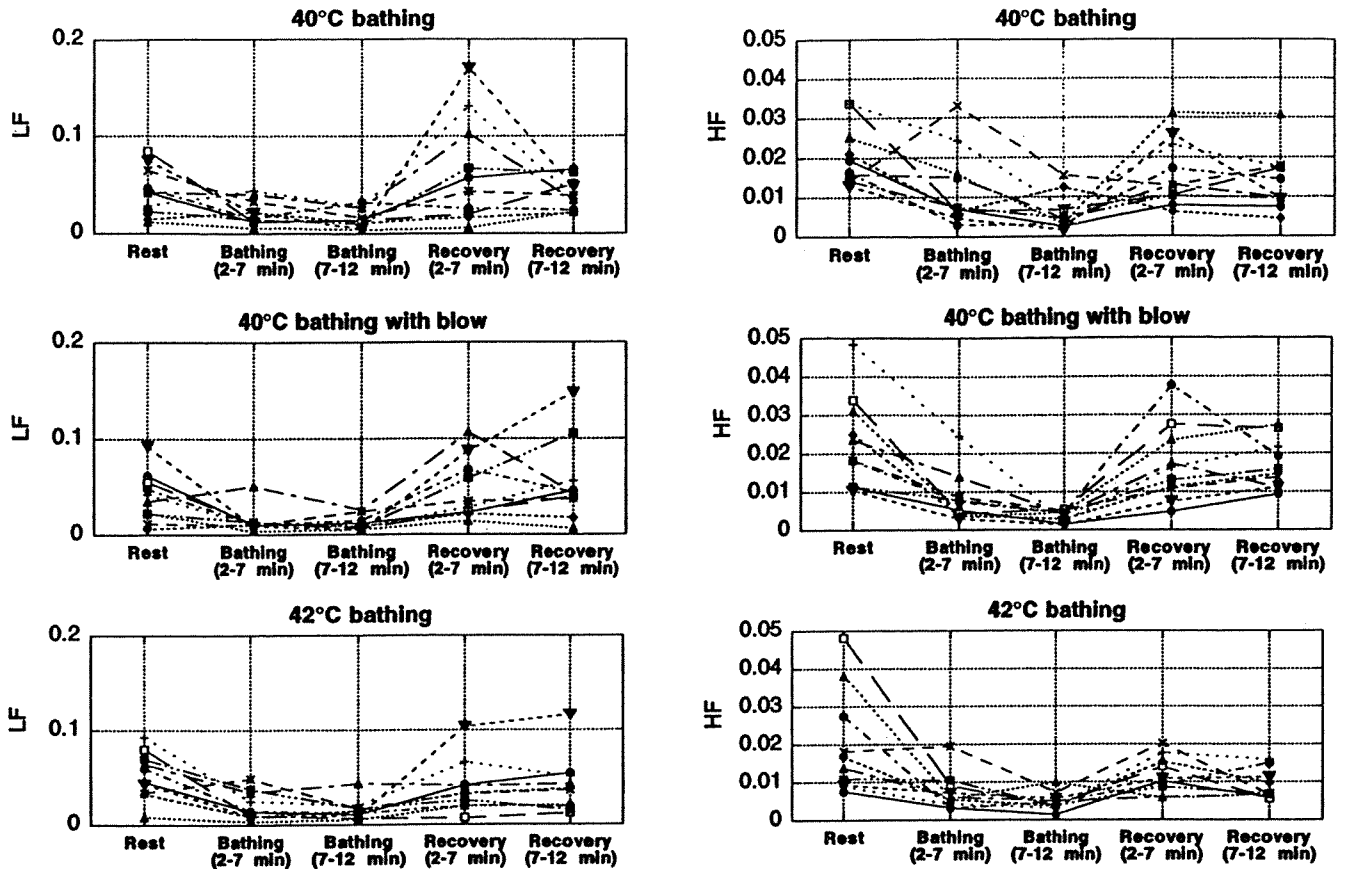 40°C bathing
LF
0.2
0.1
0
Rest Bathing Bathing Recovery Recovery
(2-7 min) (7-12 min) (2-7 min) (7-12 min)
40°C bathing
HF
0.05
0.04
0.03
0.02
0.01
0
Rest Bathing Bathing Recovery Recovery
(2-7 min) (7-12 min) (2-7 min) (7-12 min)
40°C bathing with blow
LF
0.2
0.1
0
Rest Bathing Bathing Recovery Recovery
(2-7 min) (7-12 min) (2-7 min) (7-12 min)
40°C bathing with blow
HF
0.05
0.04
0.03
0.02
0.01
0
Rest Bathing Bathing Recovery Recovery
(2-7 min) (7-12 min) (2-7 min) (7-12 min)
42°C bathing
LF
0.2
0.1
0
Rest Bathing Bathing Recovery Recovery
(2-7 min) (7-12 min) (2-7 min) (7-12 min)
42°C bathing
HF
0.05
0.04
0.03
0.02
0.01
0
Rest Bathing Bathing Recovery Recovery
(2-7 min) (7-12 min) (2-7 min) (7-12 min)